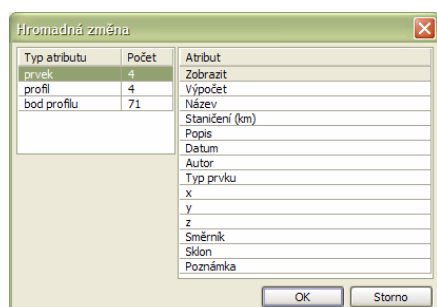 Hromadná změna
Typ atributu Počet
prvek 4
profil 4
bod profilu 71
Atribut
Zobrazit
Výpočet
Název
Staničení (km)
Popis
Datum
Autor
Typ prvku
x
y
z
Směrník
Sklon
Poznámka
OK Storno